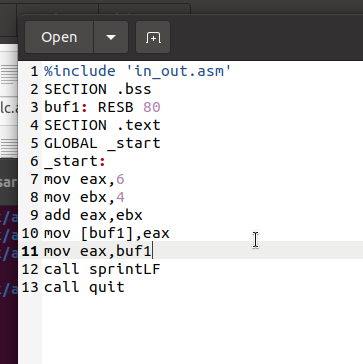 Open
lc.a
sar
1 %include 'in_out.asm'
2 SECTION .bss
3 buf1: RESB 80
4 SECTION .text
5 GLOBAL _start
6 _start:
7 mov eax,6
8 mov ebx,4
9 add eax,ebx
10 mov [buf1],eax
11 mov eax,buf1
12 call sprintLF
13 call quit